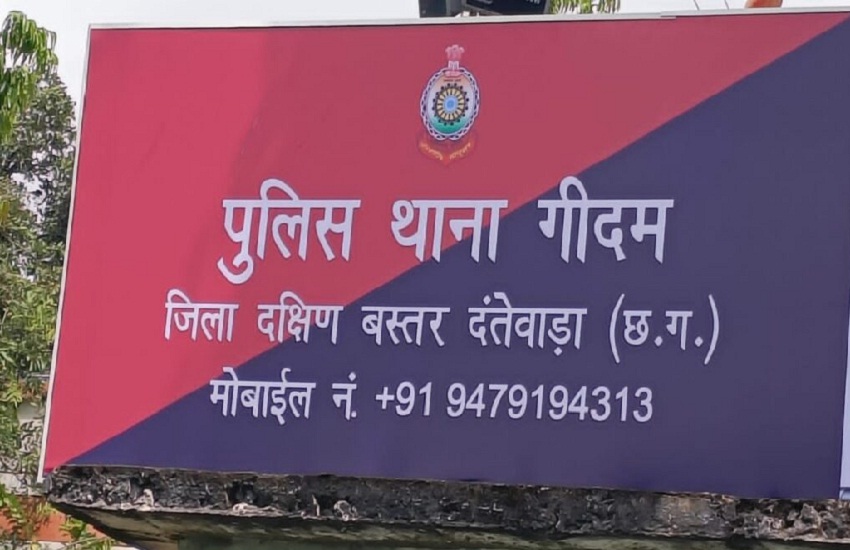 पुलिस थाना गीदम
जिला दक्षिण बस्तर दंतेवाड़ा (छ.ग.)
मोबाईल नं. +91 9479194313